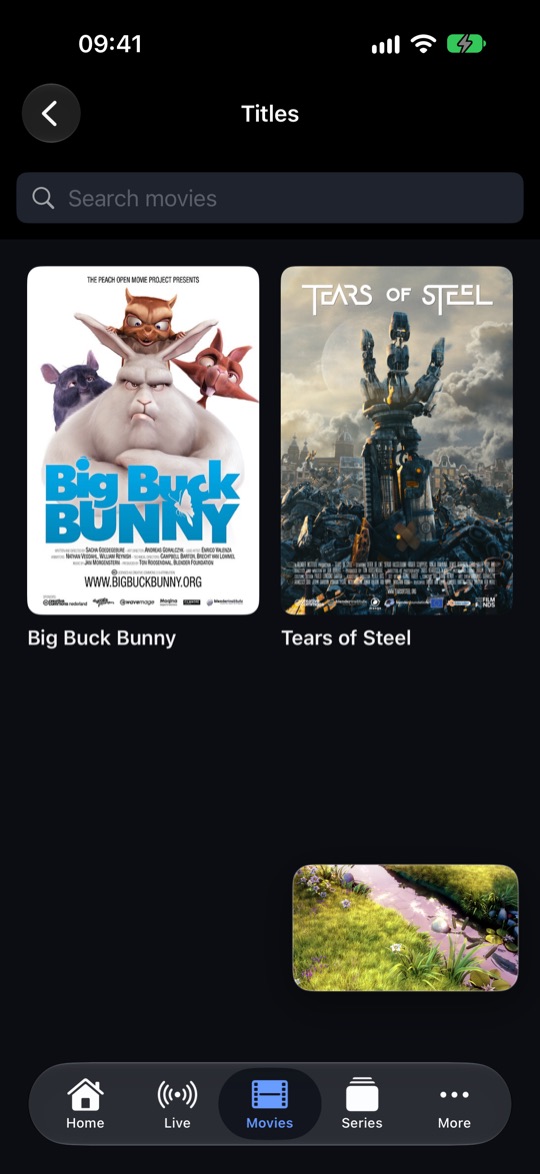 09:41
Titles
Search movies
THE PEACH OPEN MOVIE PROJECT PRESENTS
Big Buck
BUNNY
WWW.BIGBUCKBUNNY.ORG
TEARS OF STEEL
Big Buck Bunny
Tears of Steel
Home
Live
Movies
Series
More